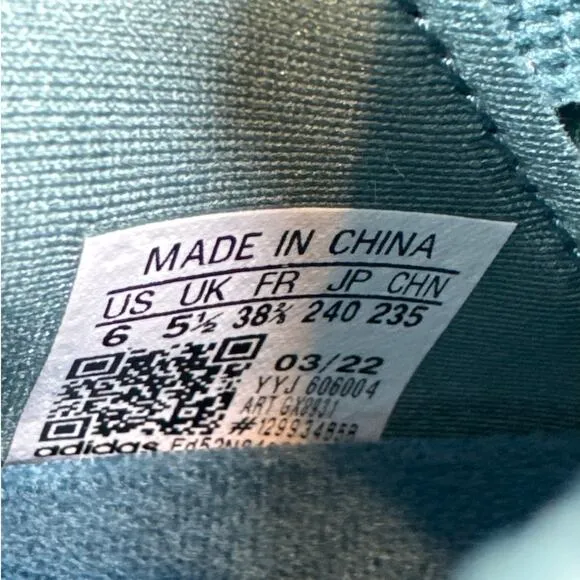 MADE IN CHINA
US UK FR JP CHN
6 5½ 38⅔ 240 235
03/22
YYJ 606004
ART GX8931
adidas